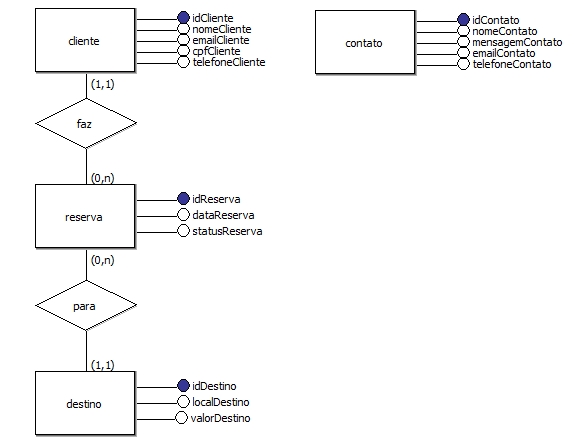 cliente
idCliente
nomeCliente
emailCliente
cpfCliente
telefoneCliente
contato
idContato
nomeContato
mensagemContato
emailContato
telefoneContato
(1,1)
faz
(0,n)
reserva
idReserva
dataReserva
statusReserva
(0,n)
para
(1,1)
destino
idDestino
localDestino
valorDestino